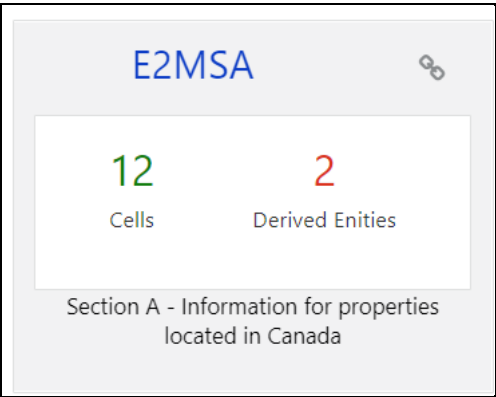 E2MSA
12 2
Cells Derived Enities
Section A - Information for properties
located in Canada